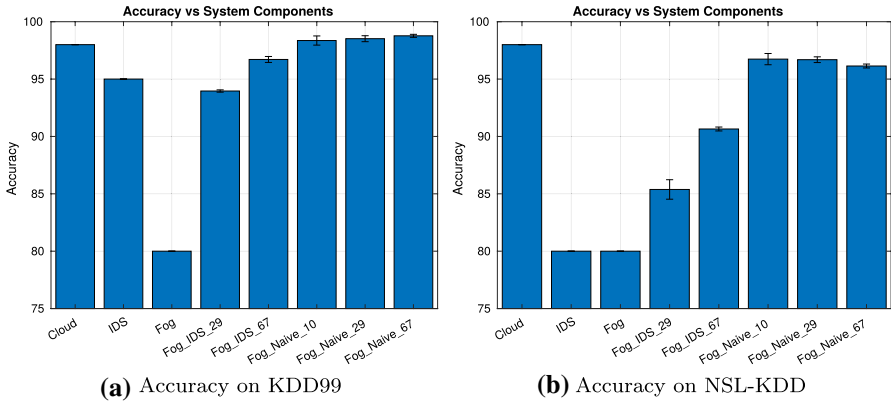 Accuracy vs System Components
100
95
90
85
80
75
Accuracy
Cloud
IDS
Fog
Fog_IDS_29
Fog_IDS_67
Fog_Naive_10
Fog_Naive_29
Fog_Naive_67
(a) Accuracy on KDD99
Accuracy vs System Components
100
95
90
85
80
75
Accuracy
Cloud
IDS
Fog
Fog_IDS_29
Fog_IDS_67
Fog_Naive_10
Fog_Naive_29
Fog_Naive_67
(b) Accuracy on NSL-KDD